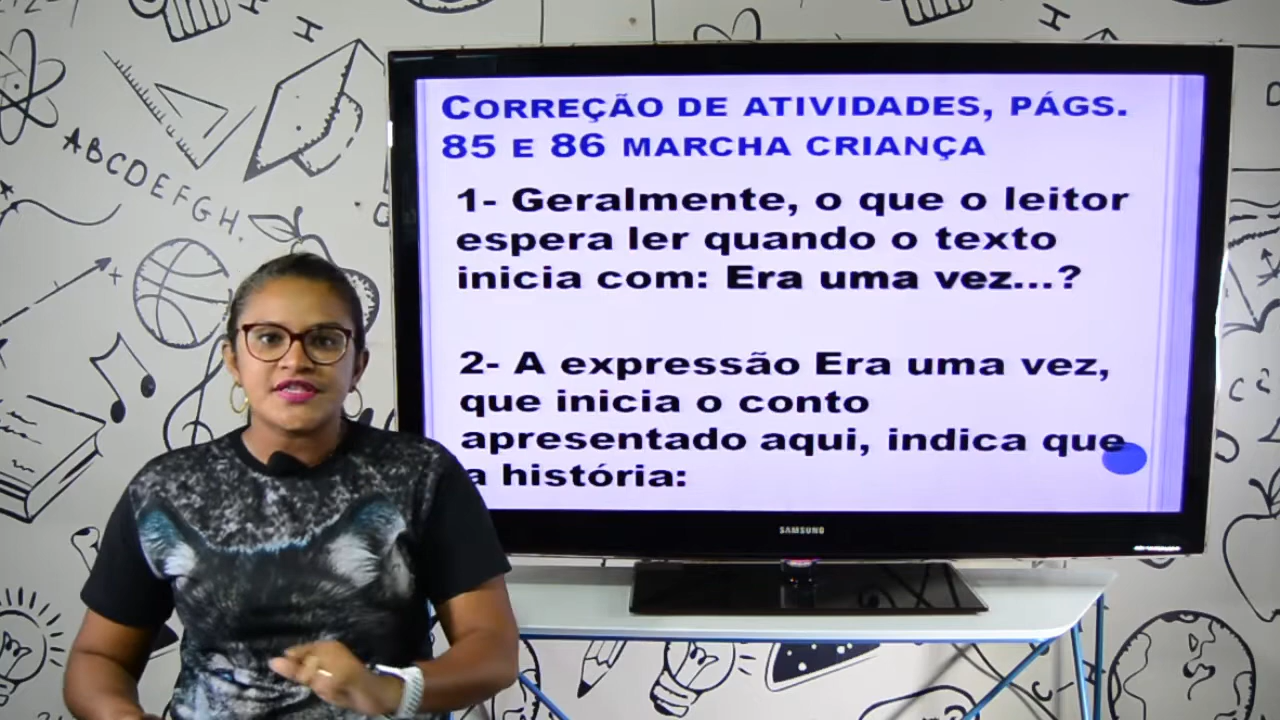 CORREÇÃO DE ATIVIDADES, PÁGS.
85 E 86 MARCHA CRIANÇA
1- Geralmente, o que o leitor
espera ler quando o texto
inicia com: Era uma vez...?
2- A expressão Era uma vez,
que inicia o conto
apresentado aqui, indica que
a história:
SAMSUNG
ABCDEFGH